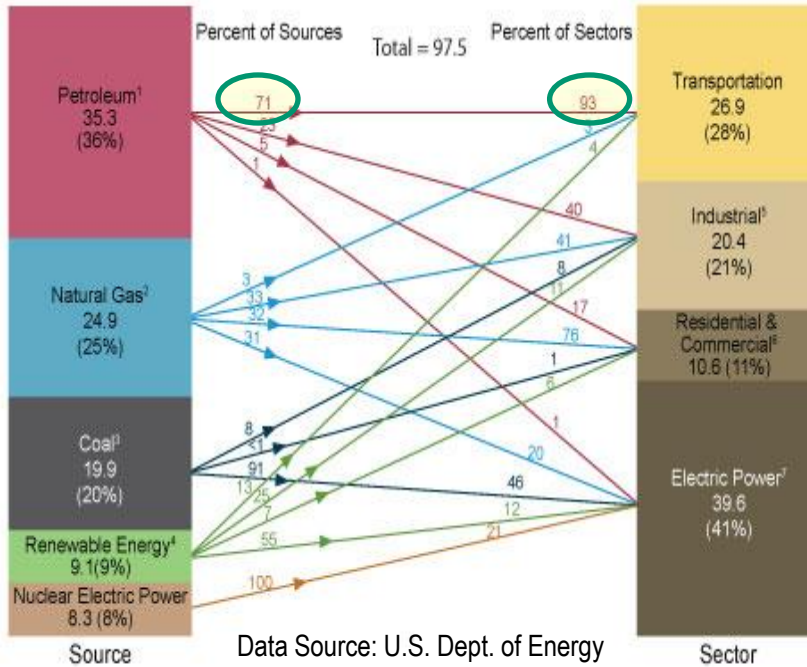 Percent of Sources
Total = 97.5
Percent of Sectors
Petroleum¹
35.3
(36%)
Natural Gas²
24.9
(25%)
Coal³
19.9
(20%)
Renewable Energy⁴
9.1(9%)
Nuclear Electric Power
8.3 (8%)
Source
71
23
5
1
3
33
32
31
8
<1
91
13
25
7
55
100
93
3
4
40
41
8
11
17
76
1
6
1
20
46
12
21
Transportation
26.9
(28%)
Industrial⁵
20.4
(21%)
Residential &
Commercial⁶
10.6 (11%)
Electric Power⁷
39.6
(41%)
Sector
Data Source: U.S. Dept. of Energy